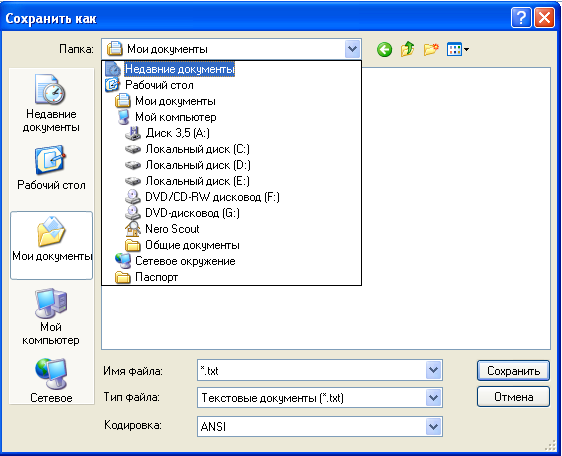 Сохранить как
Папка:
Мои документы
Недавние документы
Рабочий стол
Мои документы
Мой компьютер
Диск 3,5 (A:)
Локальный диск (C:)
Локальный диск (D:)
Локальный диск (E:)
DVD/CD-RW дисковод (F:)
DVD-дисковод (G:)
Nero Scout
Общие документы
Сетевое окружение
Паспорт
Недавние
документы
Рабочий стол
Мои документы
Мой
компьютер
Сетевое
Имя файла:
*.txt
Сохранить
Тип файла:
Текстовые документы (*.txt)
Отмена
Кодировка:
ANSI